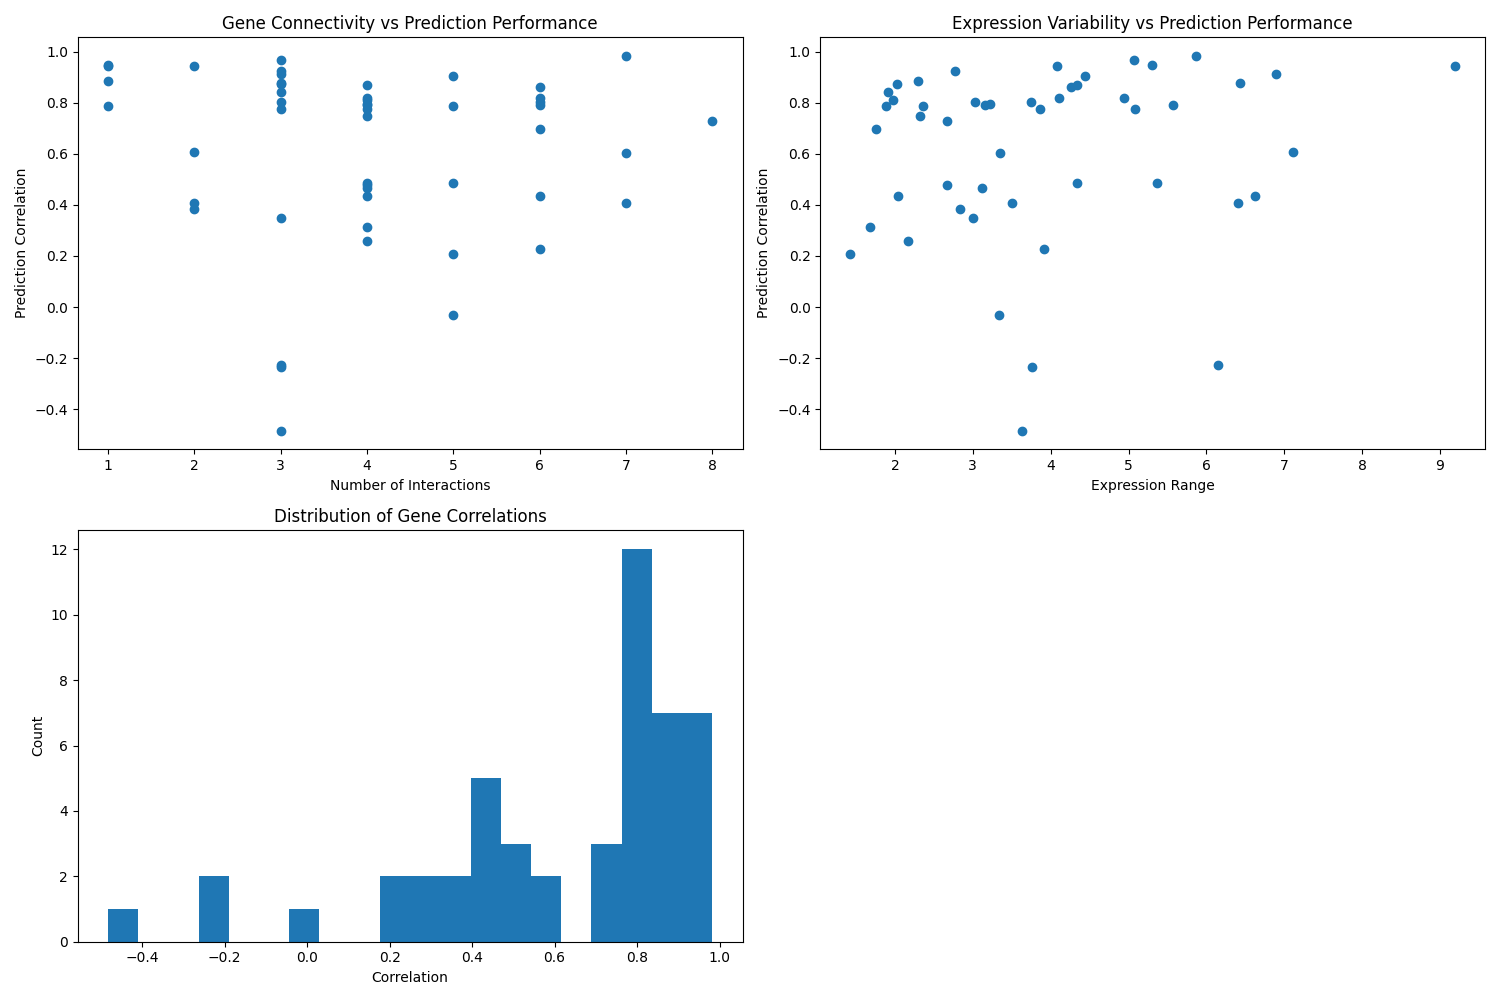 Gene Connectivity vs Prediction Performance
1.0
0.8
0.6
0.4
0.2
0.0
−0.2
−0.4
Prediction Correlation
1 2 3 4 5 6 7 8
Number of Interactions
Expression Variability vs Prediction Performance
1.0
0.8
0.6
0.4
0.2
0.0
−0.2
−0.4
Prediction Correlation
2 3 4 5 6 7 8 9
Expression Range
Distribution of Gene Correlations
12
10
8
6
4
2
0
Count
−0.4 −0.2 0.0 0.2 0.4 0.6 0.8 1.0
Correlation